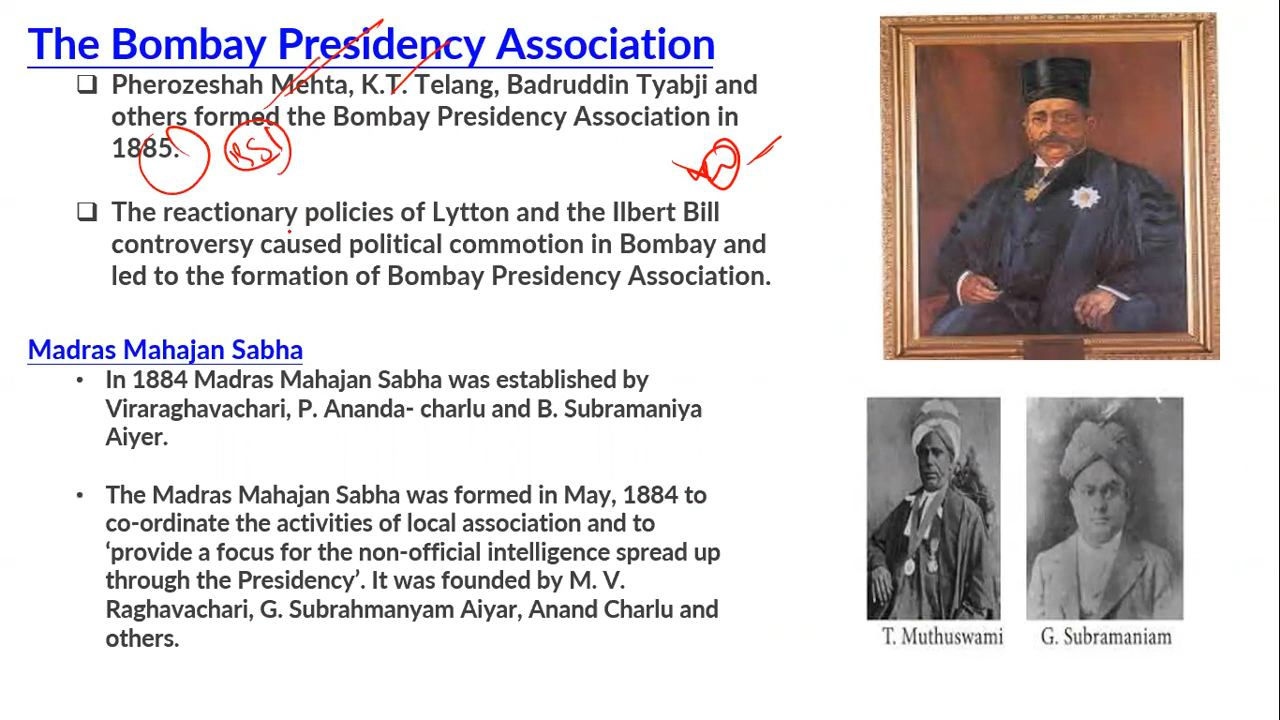 The Bombay Presidency Association
❑ Pherozeshah Mehta, K.T. Telang, Badruddin Tyabji and
others formed the Bombay Presidency Association in
1885.
❑ The reactionary policies of Lytton and the Ilbert Bill
controversy caused political commotion in Bombay and
led to the formation of Bombay Presidency Association.
Madras Mahajan Sabha
• In 1884 Madras Mahajan Sabha was established by
Viraraghavachari, P. Ananda- charlu and B. Subramaniya
Aiyer.
• The Madras Mahajan Sabha was formed in May, 1884 to
co-ordinate the activities of local association and to
‘provide a focus for the non-official intelligence spread up
through the Presidency’. It was founded by M. V.
Raghavachari, G. Subrahmanyam Aiyar, Anand Charlu and
others.
T. Muthuswami
G. Subramaniam